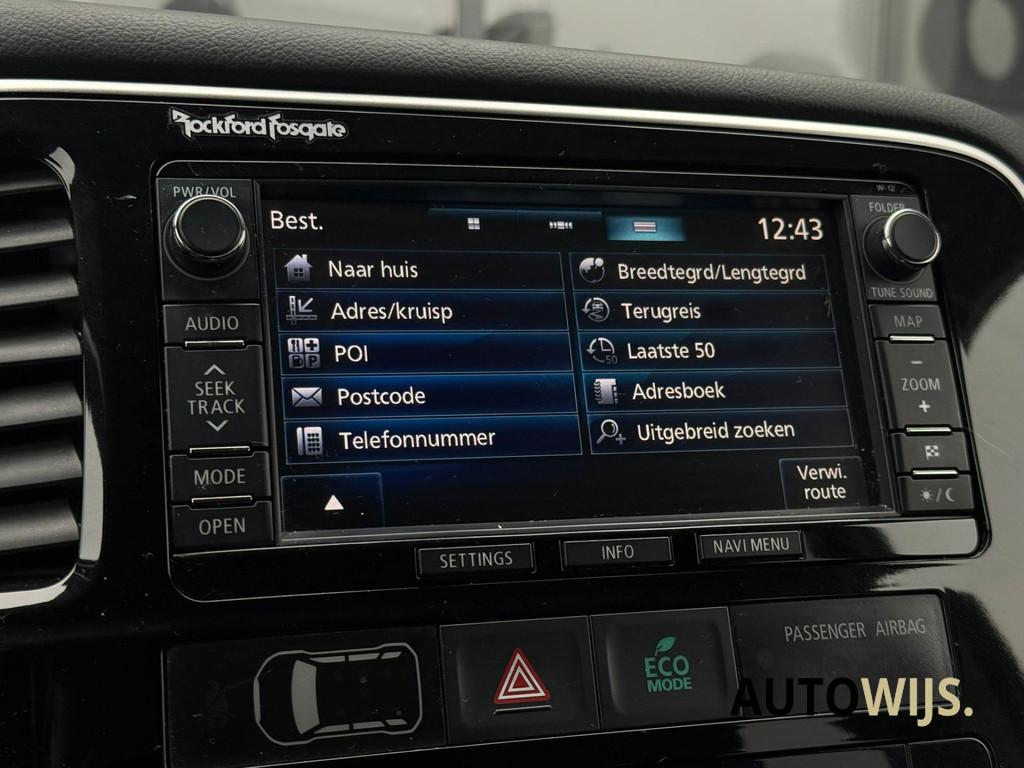 Rockford Fosgate
PWR/VOL
W-12
FOLDER
Best.
12:43
Naar huis
Breedtegrd/Lengtegrd
TUNE SOUND
AUDIO
Adres/kruisp
Terugreis
MAP
SEEK
TRACK
POI
50
Laatste 50
ZOOM
Postcode
Adresboek
Telefoonnummer
Uitgebreid zoeken
MODE
OPEN
Verwi.
route
SETTINGS
INFO
NAVI MENU
PASSENGER AIRBAG
ECO
MODE
AUTOWIJS.